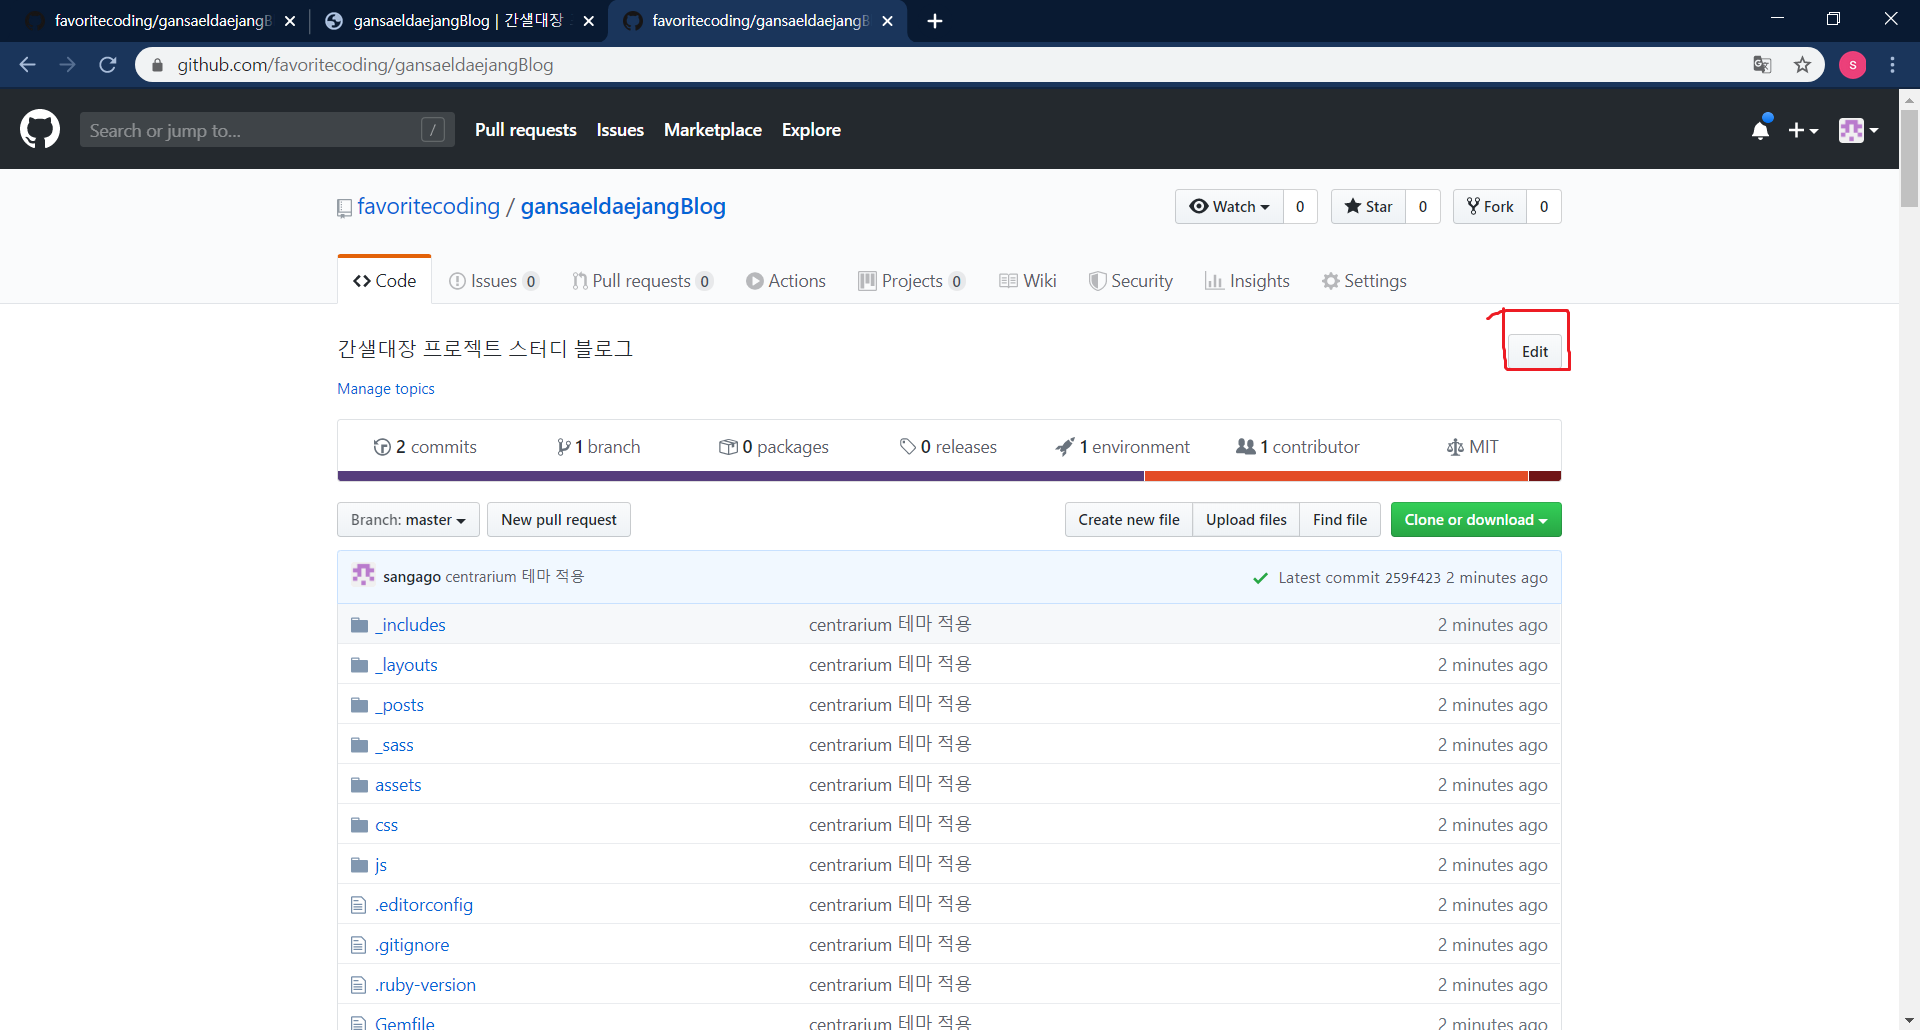 favoritecoding/gansaeldaejangB
gansaeldaejangBlog | 간샐대장
favoritecoding/gansaeldaejangB
github.com/favoritecoding/gansaeldaejangBlog
s
Search or jump to...
/
Pull requests
Issues
Marketplace
Explore
favoritecoding / gansaeldaejangBlog
Watch 0
Star 0
Fork 0
Code
Issues 0
Pull requests 0
Actions
Projects 0
Wiki
Security
Insights
Settings
간샐대장 프로젝트 스터디 블로그
Edit
Manage topics
2 commits
1 branch
0 packages
0 releases
1 environment
1 contributor
MIT
Branch: master
New pull request
Create new file
Upload files
Find file
Clone or download
sangago centrarium 테마 적용
Latest commit 259f423 2 minutes ago
_includes centrarium 테마 적용 2 minutes ago
_layouts centrarium 테마 적용 2 minutes ago
_posts centrarium 테마 적용 2 minutes ago
_sass centrarium 테마 적용 2 minutes ago
assets centrarium 테마 적용 2 minutes ago
css centrarium 테마 적용 2 minutes ago
js centrarium 테마 적용 2 minutes ago
.editorconfig centrarium 테마 적용 2 minutes ago
.gitignore centrarium 테마 적용 2 minutes ago
.ruby-version centrarium 테마 적용 2 minutes ago
Gemfile centrarium 테마 적용 2 minutes ago